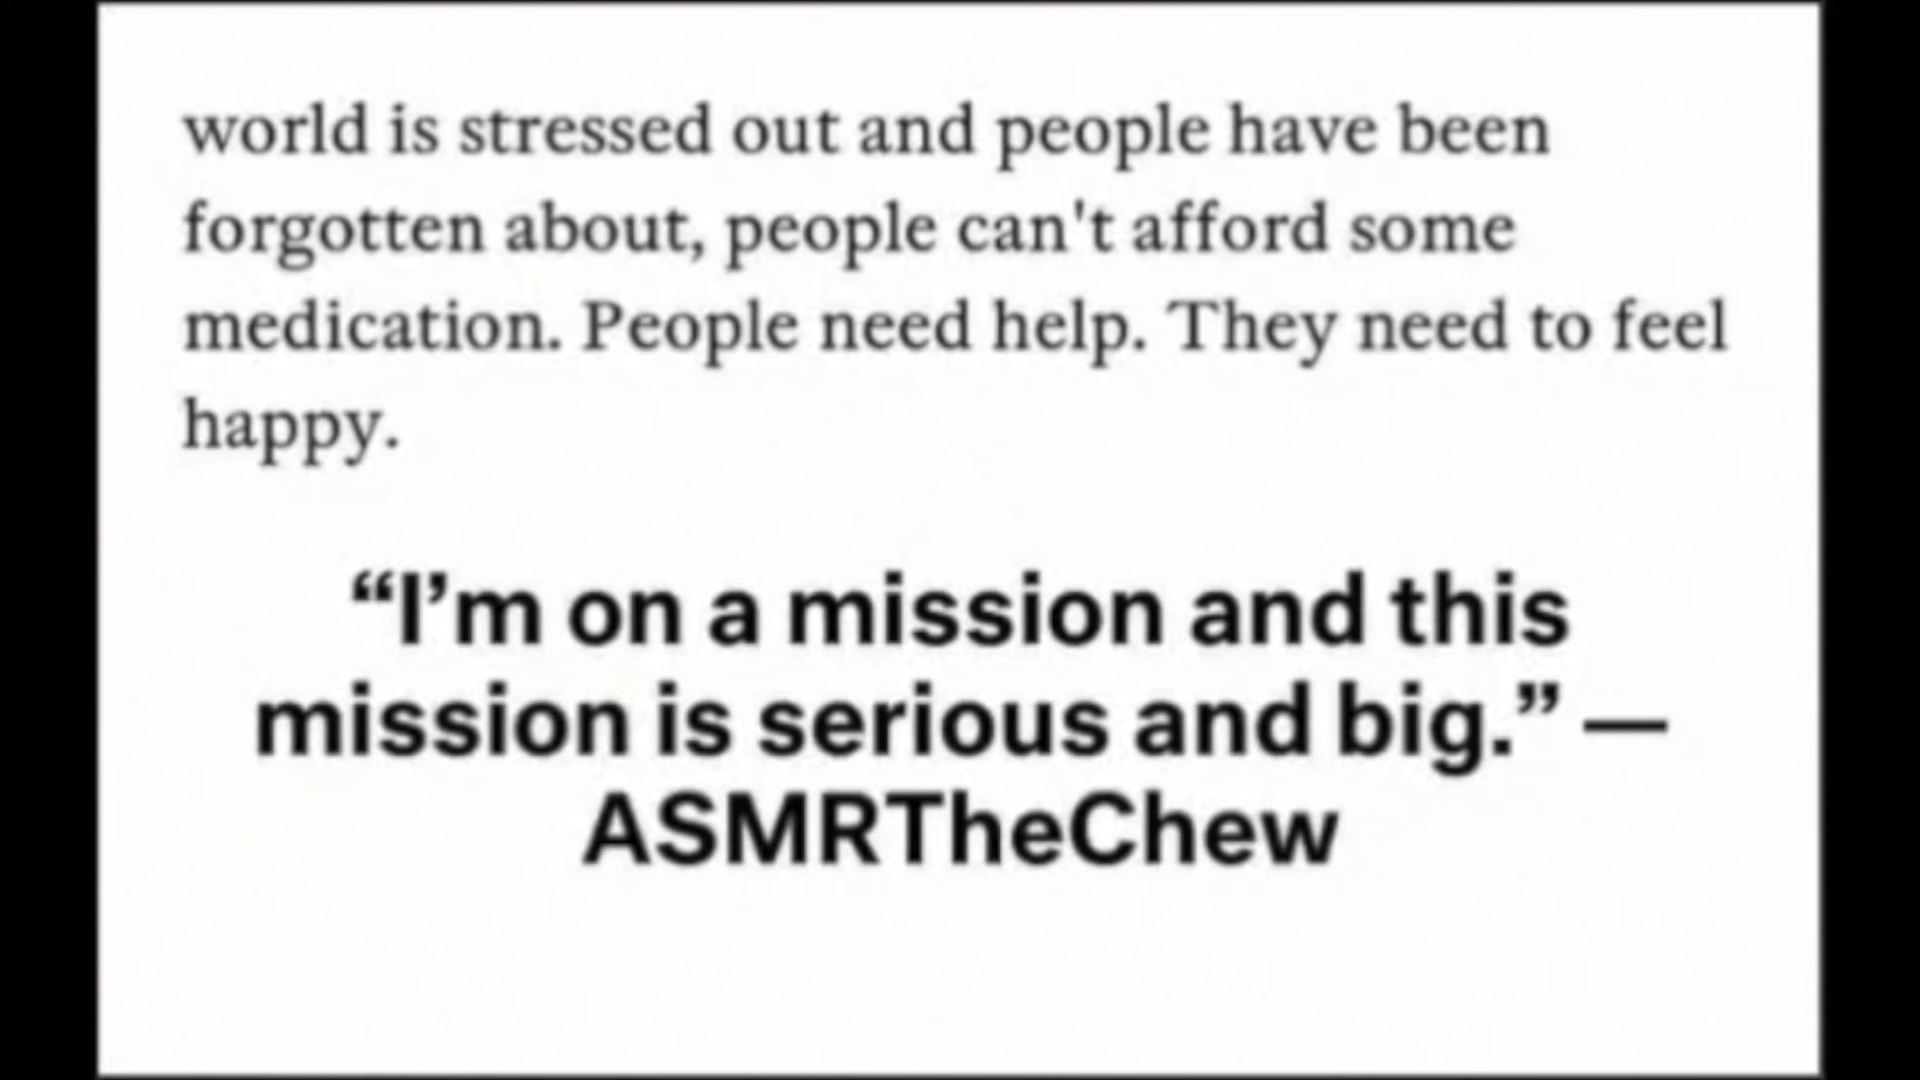 world is stressed out and people have been
forgotten about, people can't afford some
medication. People need help. They need to feel
happy.
“I’m on a mission and this
mission is serious and big.” —
ASMRTheChew